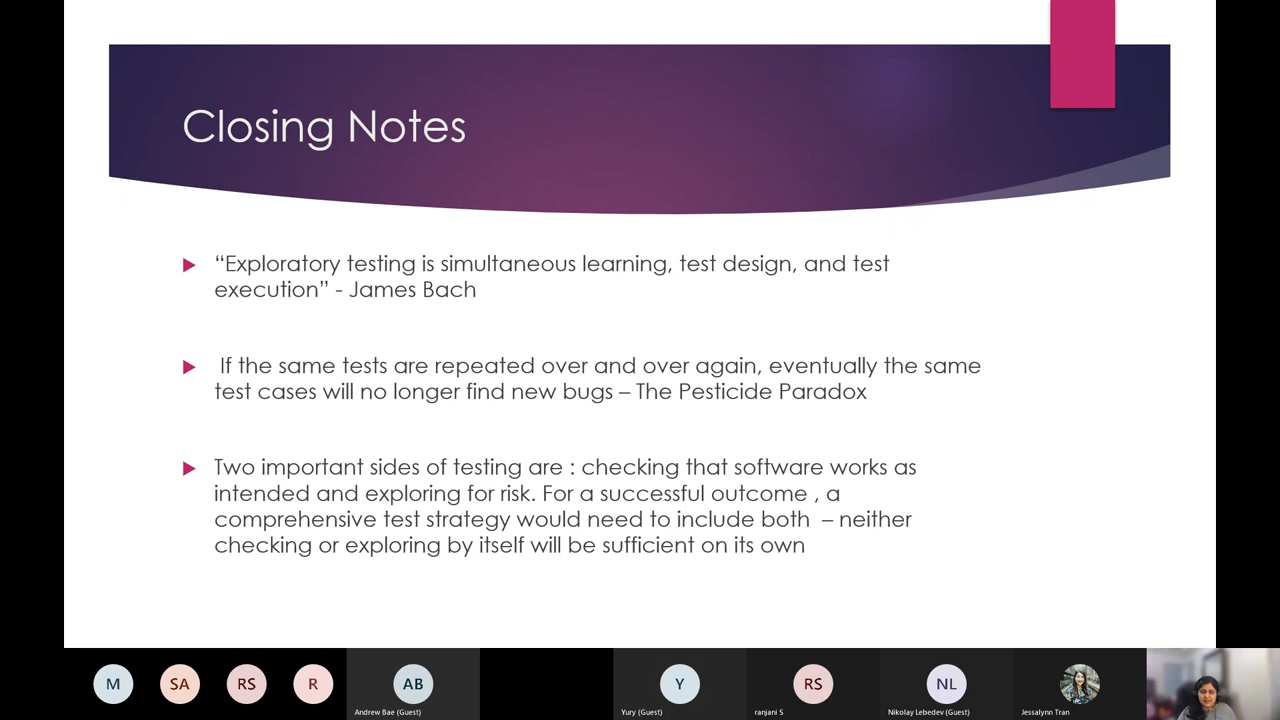 Closing Notes
“Exploratory testing is simultaneous learning, test design, and test
execution” - James Bach
If the same tests are repeated over and over again, eventually the same
test cases will no longer find new bugs – The Pesticide Paradox
Two important sides of testing are : checking that software works as
intended and exploring for risk. For a successful outcome , a
comprehensive test strategy would need to include both – neither
checking or exploring by itself will be sufficient on its own
M
SA
RS
R
AB
Y
RS
NL
Andrew Bae (Guest)
Yury (Guest)
ranjani S
Nikolay Lebedev (Guest)
Jessalynn Tran